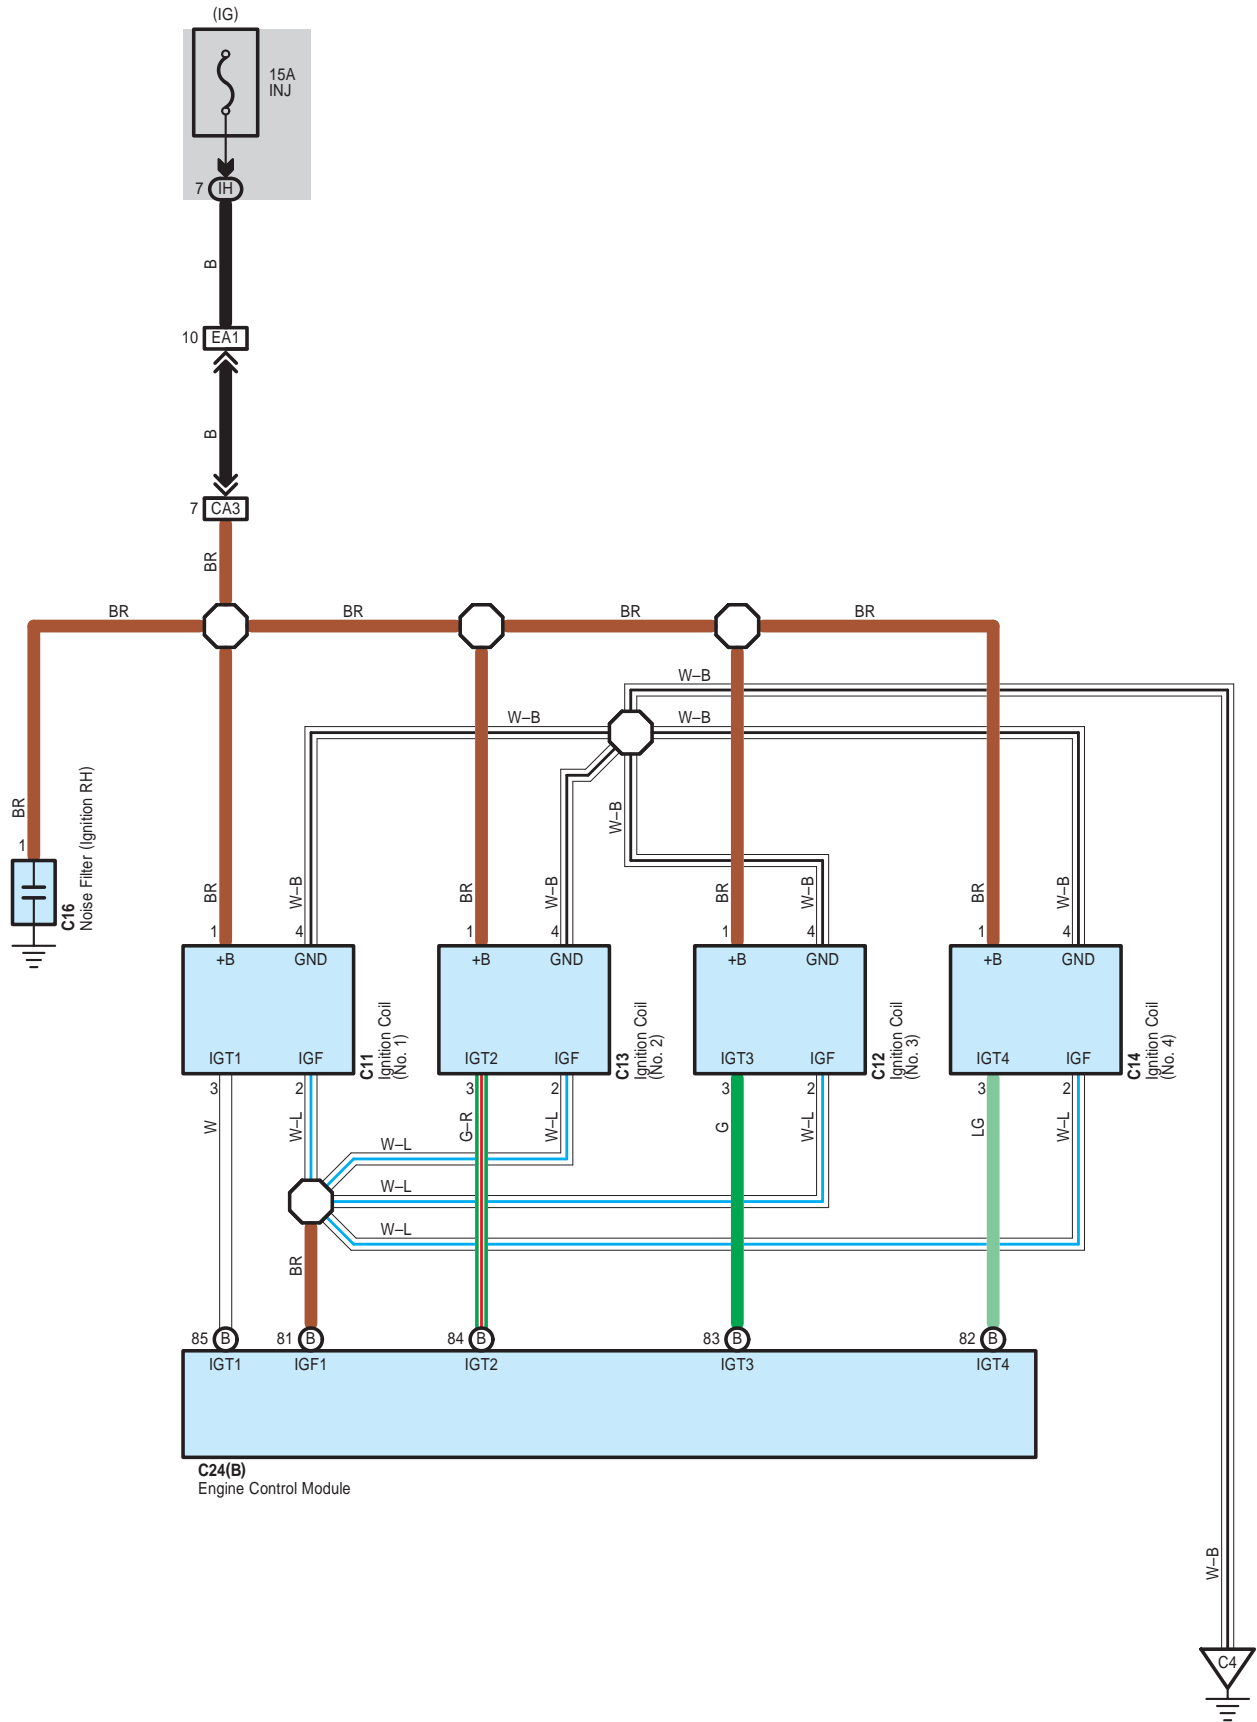 (IG)
15A
INJ
7 IH
B
10 EA1
B
7 CA3
BR
BR BR BR BR
W–B
W–B W–B
W–B
BR
1
C16
Noise Filter (Ignition RH)
BR W–B BR W–B BR W–B BR W–B
1 4 1 4 1 4 1 4
+B GND +B GND +B GND +B GND
IGT1 IGF IGT2 IGF IGT3 IGF IGT4 IGF
C11
Ignition Coil
(No. 1)
C13
Ignition Coil
(No. 2)
C12
Ignition Coil
(No. 3)
C14
Ignition Coil
(No. 4)
3 2 3 2 3 2 3 2
W W–L G–R W–L G W–L LG W–L
W–L
W–L
W–L
BR
85 B 81 B 84 B 83 B 82 B
IGT1 IGF1 IGT2 IGT3 IGT4
C24(B)
Engine Control Module
W–B
C4